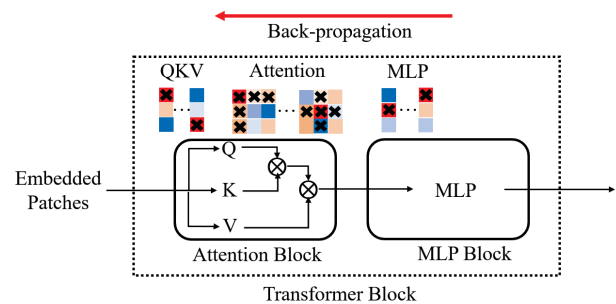 Back-propagation
QKV
Attention
MLP
Embedded
Patches
Q
K
V
MLP
Attention Block
MLP Block
Transformer Block